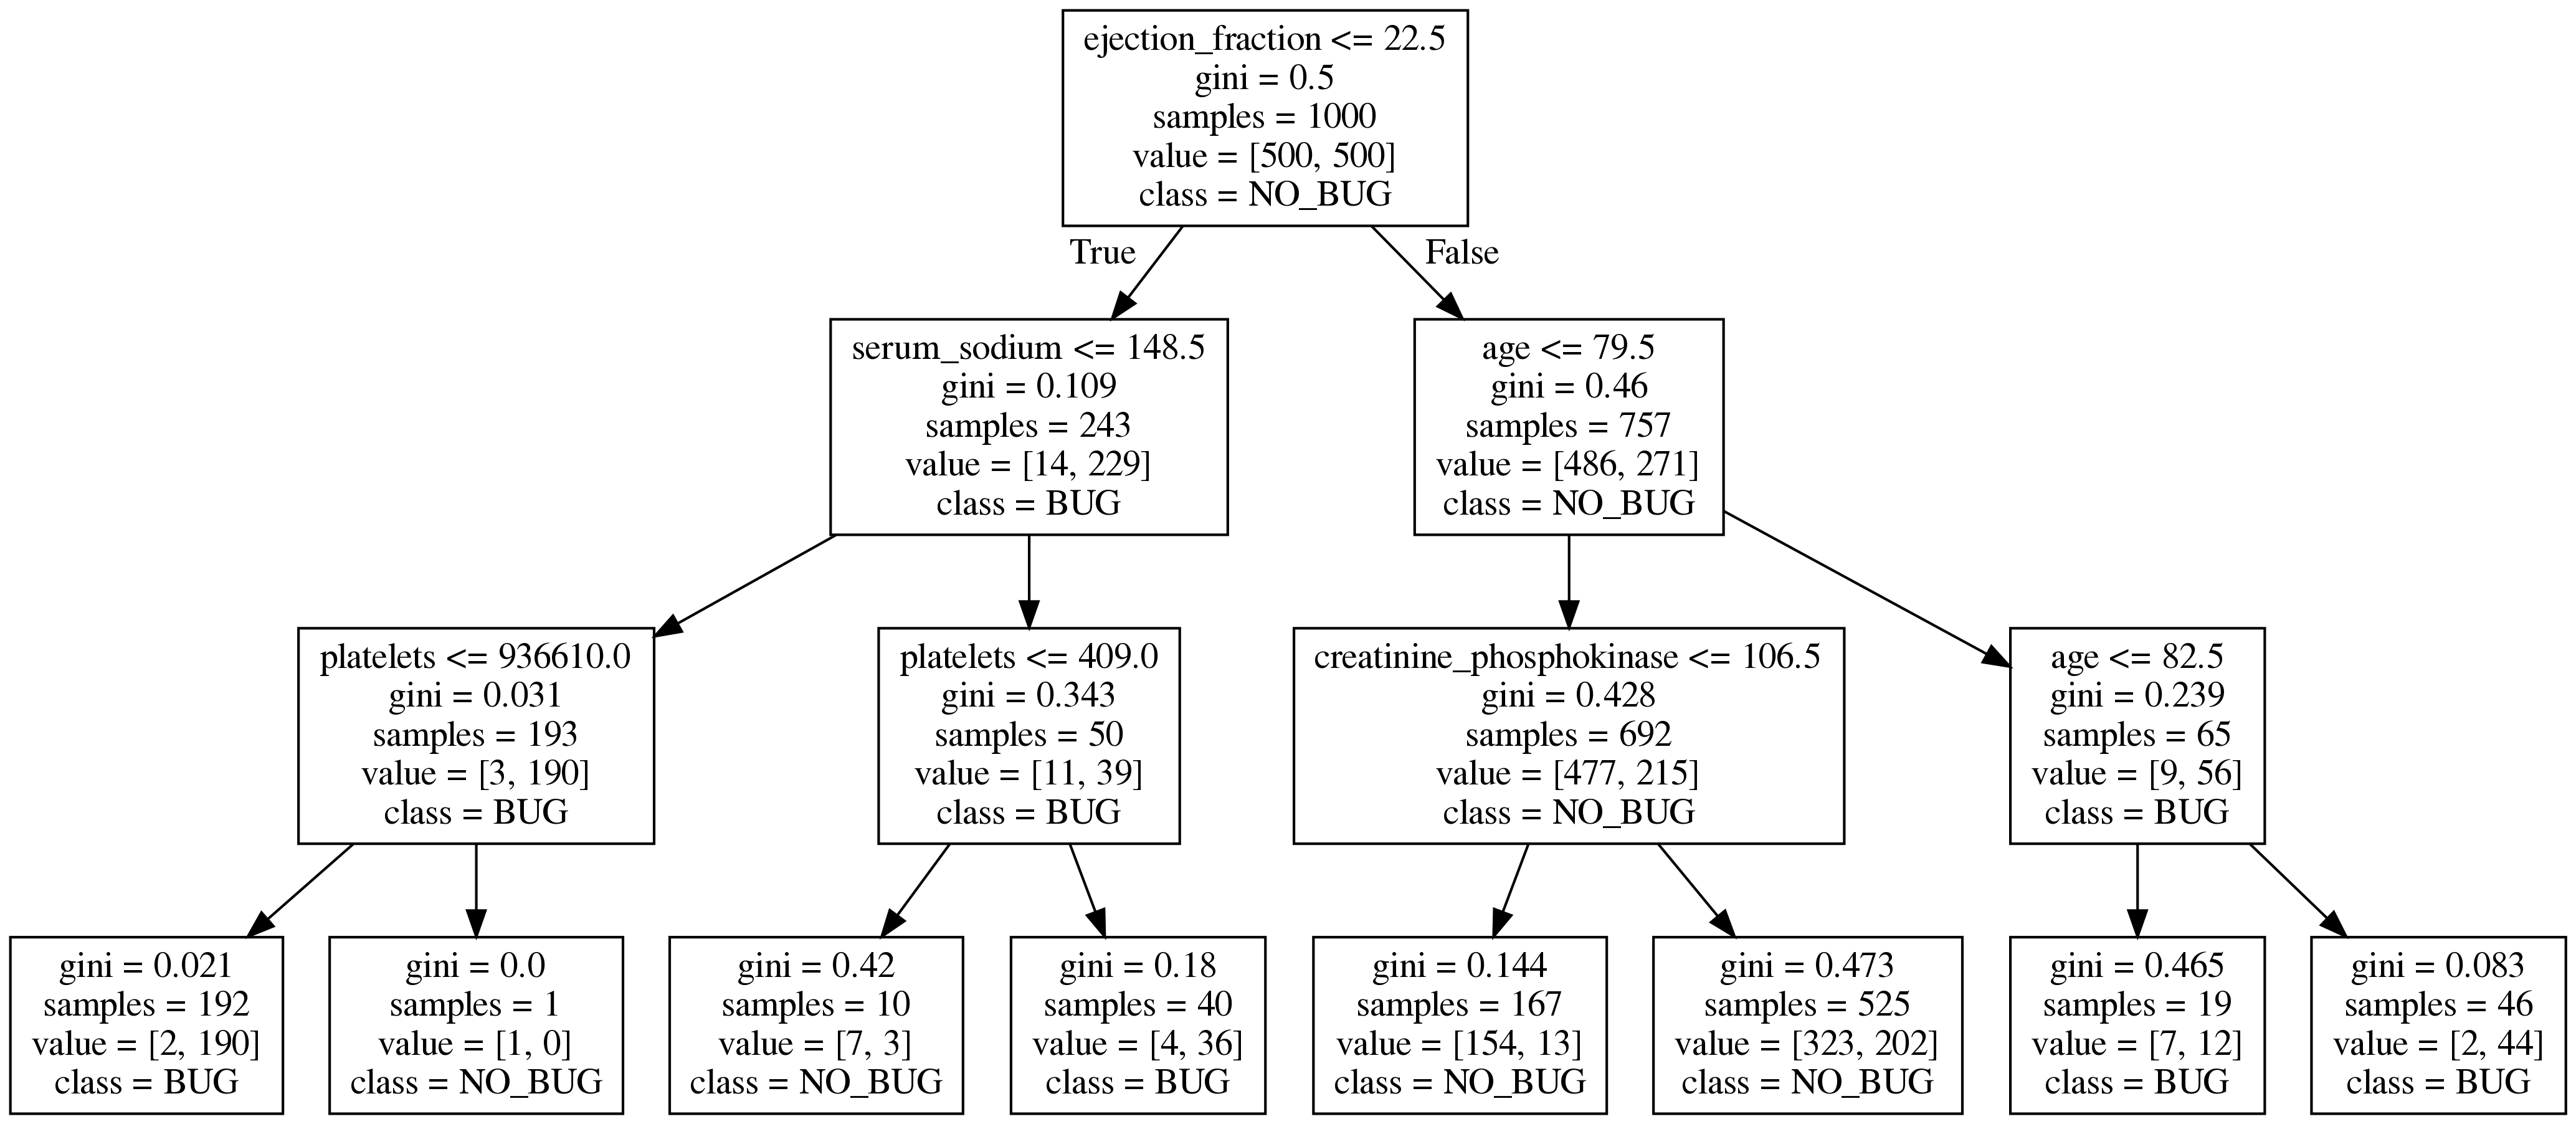 ejection_fraction <= 22.5
gini = 0.5
samples = 1000
value = [500, 500]
class = NO_BUG
True
False
serum_sodium <= 148.5
gini = 0.109
samples = 243
value = [14, 229]
class = BUG
age <= 79.5
gini = 0.46
samples = 757
value = [486, 271]
class = NO_BUG
platelets <= 936610.0
gini = 0.031
samples = 193
value = [3, 190]
class = BUG
platelets <= 409.0
gini = 0.343
samples = 50
value = [11, 39]
class = BUG
creatinine_phosphokinase <= 106.5
gini = 0.428
samples = 692
value = [477, 215]
class = NO_BUG
age <= 82.5
gini = 0.239
samples = 65
value = [9, 56]
class = BUG
gini = 0.021
samples = 192
value = [2, 190]
class = BUG
gini = 0.0
samples = 1
value = [1, 0]
class = NO_BUG
gini = 0.42
samples = 10
value = [7, 3]
class = NO_BUG
gini = 0.18
samples = 40
value = [4, 36]
class = BUG
gini = 0.144
samples = 167
value = [154, 13]
class = NO_BUG
gini = 0.473
samples = 525
value = [323, 202]
class = NO_BUG
gini = 0.465
samples = 19
value = [7, 12]
class = BUG
gini = 0.083
samples = 46
value = [2, 44]
class = BUG